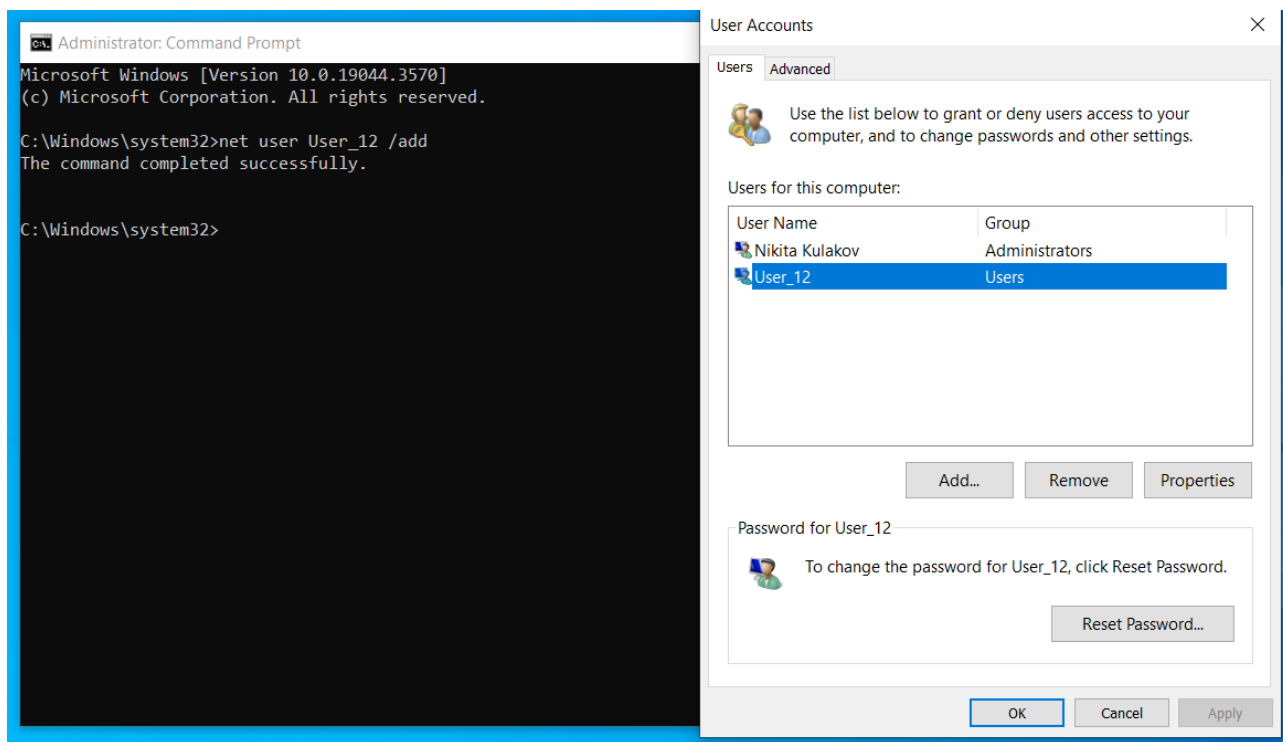 Administrator: Command Prompt
Microsoft Windows [Version 10.0.19044.3570]
(c) Microsoft Corporation. All rights reserved.
C:\Windows\system32>net user User_12 /add
The command completed successfully.
C:\Windows\system32>
User Accounts
Users Advanced
Use the list below to grant or deny users access to your
computer, and to change passwords and other settings.
Users for this computer:
User Name Group
Nikita Kulakov Administrators
User_12 Users
Add... Remove Properties
Password for User_12
To change the password for User_12, click Reset Password.
Reset Password...
OK Cancel Apply